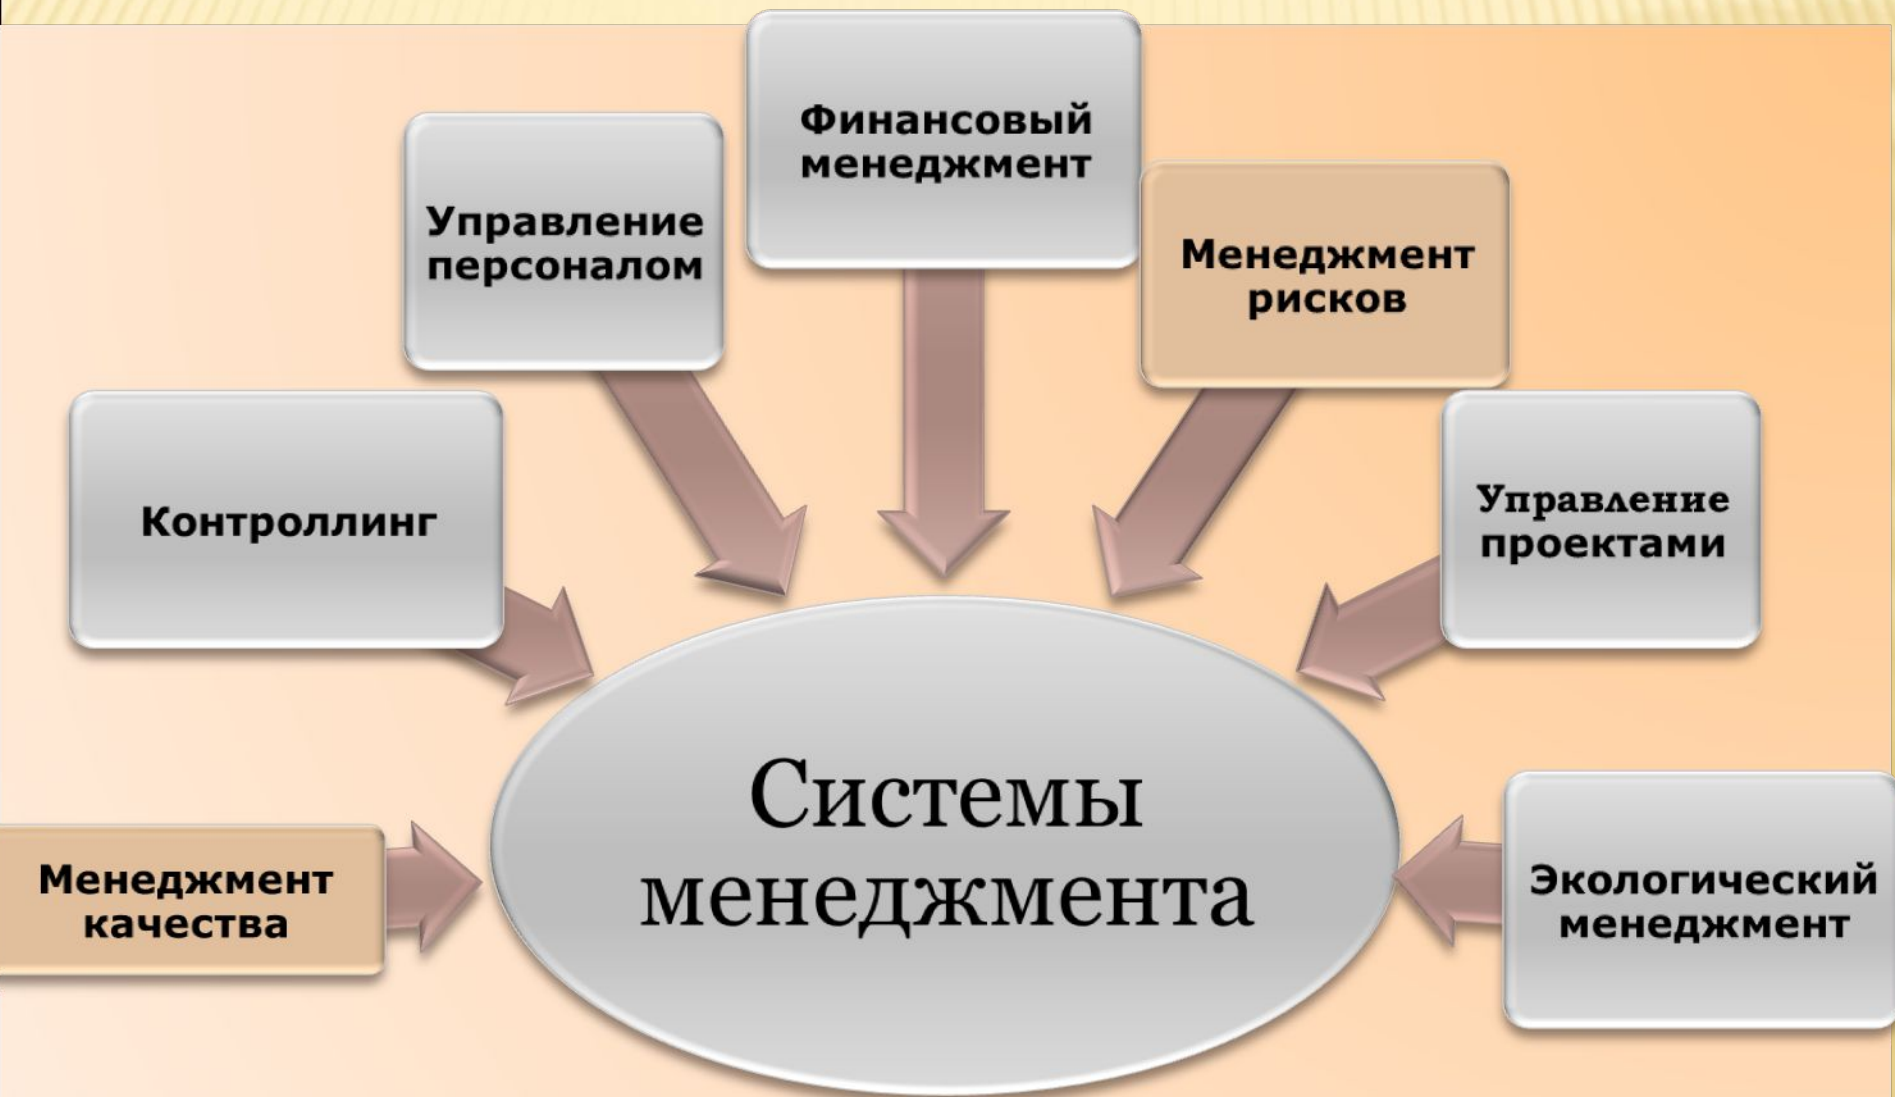 Финансовый
менеджмент
Управление
персоналом
Менеджмент
рисков
Контроллинг
Управление
проектами
Системы
менеджмента
Менеджмент
качества
Экологический
менеджмент